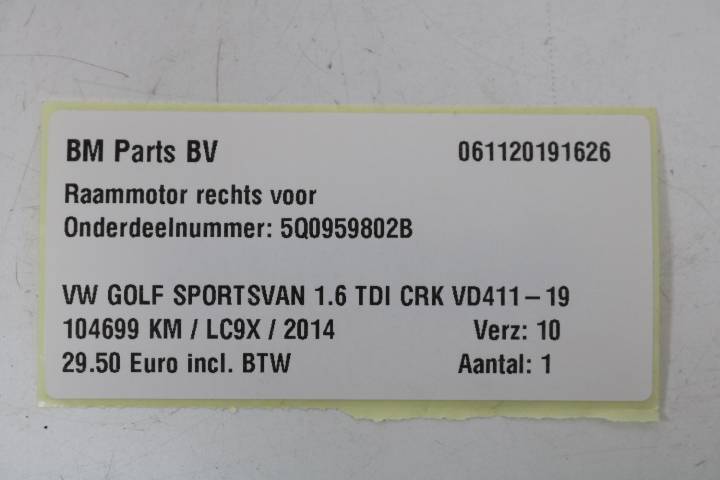 BM Parts BV 061120191626
Raammotor rechts voor
Onderdeelnummer: 5Q0959802B
VW GOLF SPORTSVAN 1.6 TDI CRK VD411-19
104699 KM / LC9X / 2014 Verz: 10
29.50 Euro incl. BTW Aantal: 1